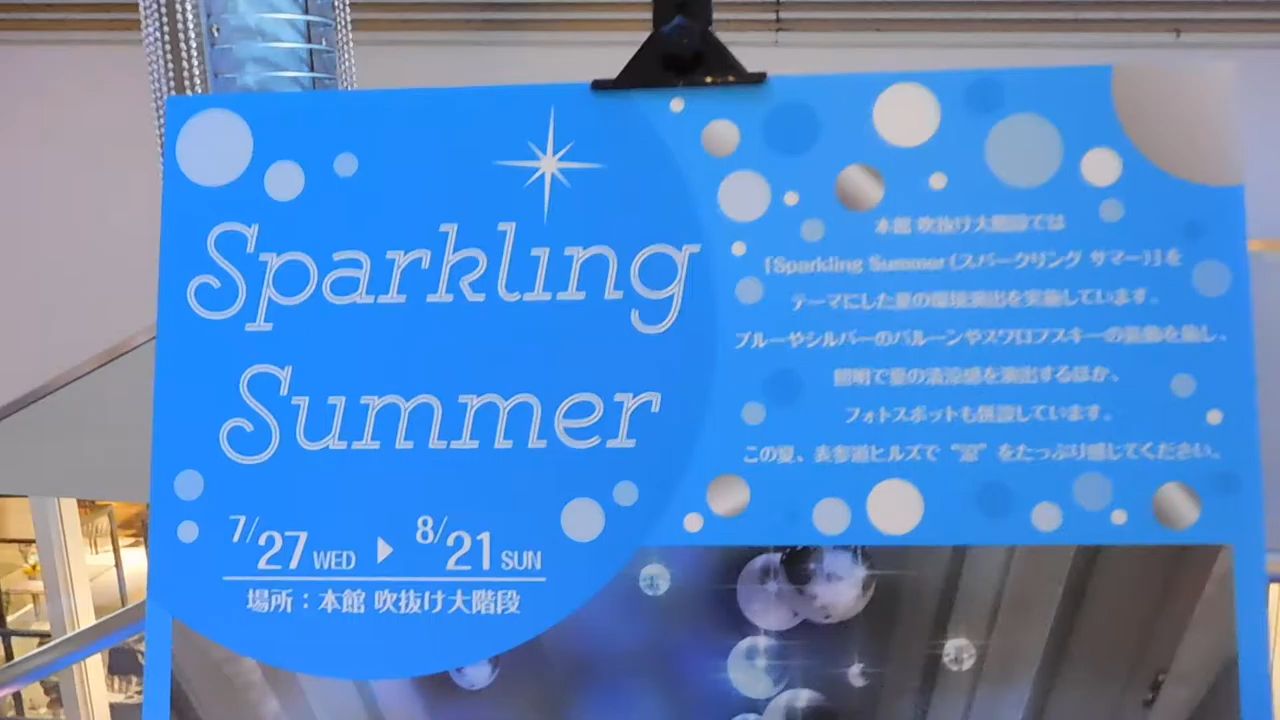 Sparkling
Summer
7/27 WED ▶ 8/21 SUN
場所：本館 吹抜け大階段
本館 吹抜け大階段では
「Sparkling Summer（スパークリング サマー）」を
テーマにした夏の環境演出を実施しています。
ブルーやシルバーのバルーンやスワロフスキーの装飾を施し、
照明で夏の清涼感を演出するほか、
フォトスポットも併設しています。
この夏、表参道ヒルズで をたっぷり感じてください。